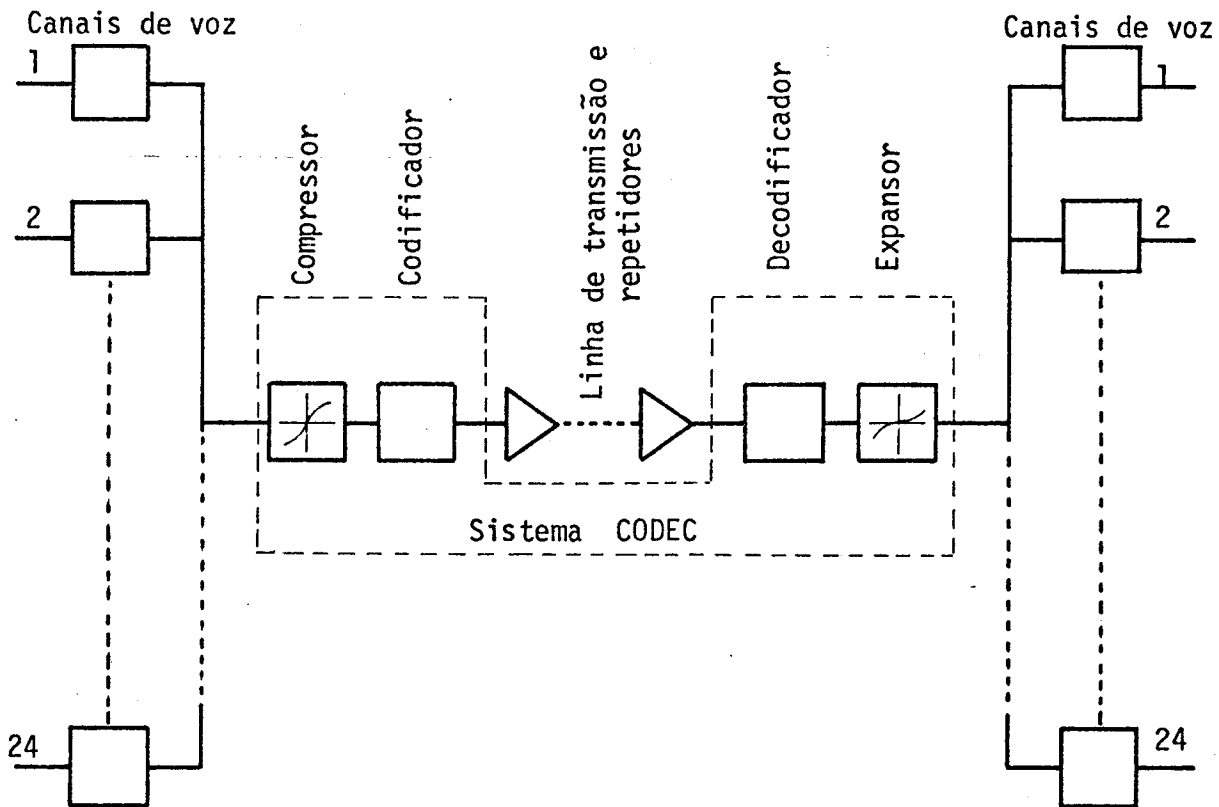 Canais de voz
1
2
24
Compressor
Codificador
Linha de transmissão e
repetidores
Decodificador
Expansor
Sistema CODEC
Canais de voz
1
2
24